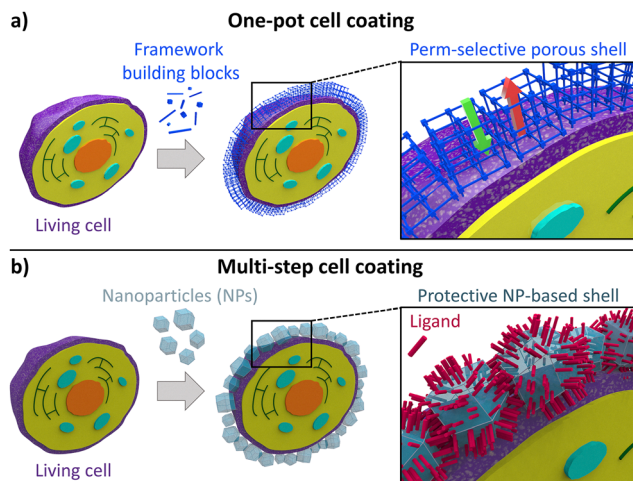 a)
One-pot cell coating
Framework
building blocks
Perm-selective porous shell
Living cell
b)
Multi-step cell coating
Nanoparticles (NPs)
Protective NP-based shell
Ligand
Living cell